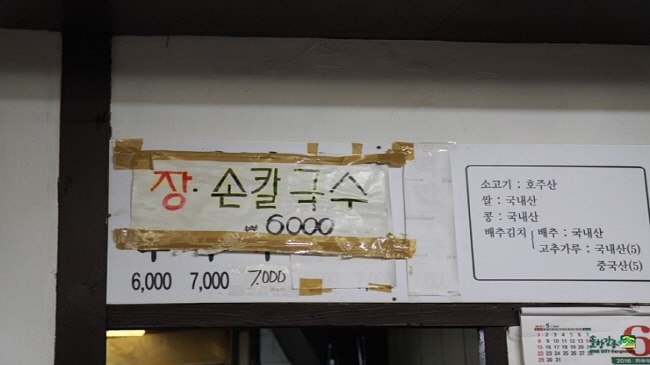 장·손칼국수
₩6000
6,000 7,000 7.000
소고기 : 호주산
쌀 : 국내산
콩 : 국내산
배추김치 배추 : 국내산
고추가루 : 국내산(5)
중국산(5)
6
2016